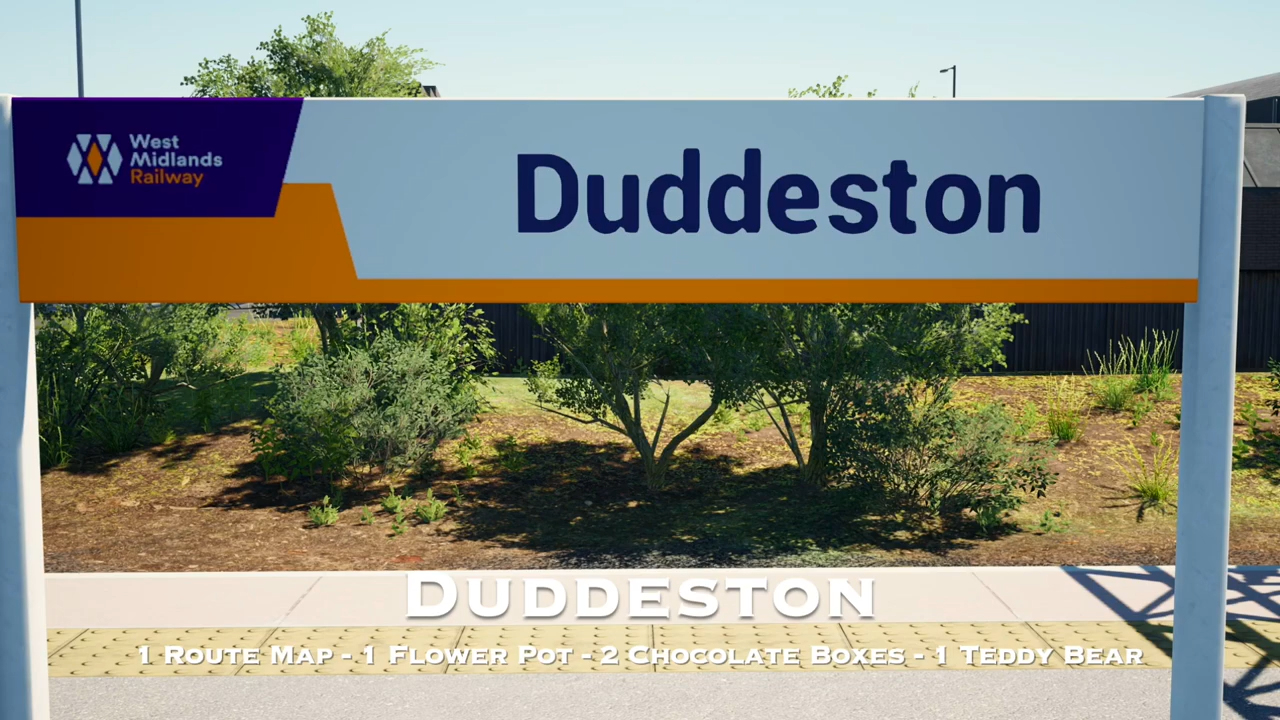 West
Midlands
Railway
Duddeston
DUDDESTON
1 ROUTE MAP - 1 FLOWER POT - 2 CHOCOLATE BOXES - 1 TEDDY BEAR